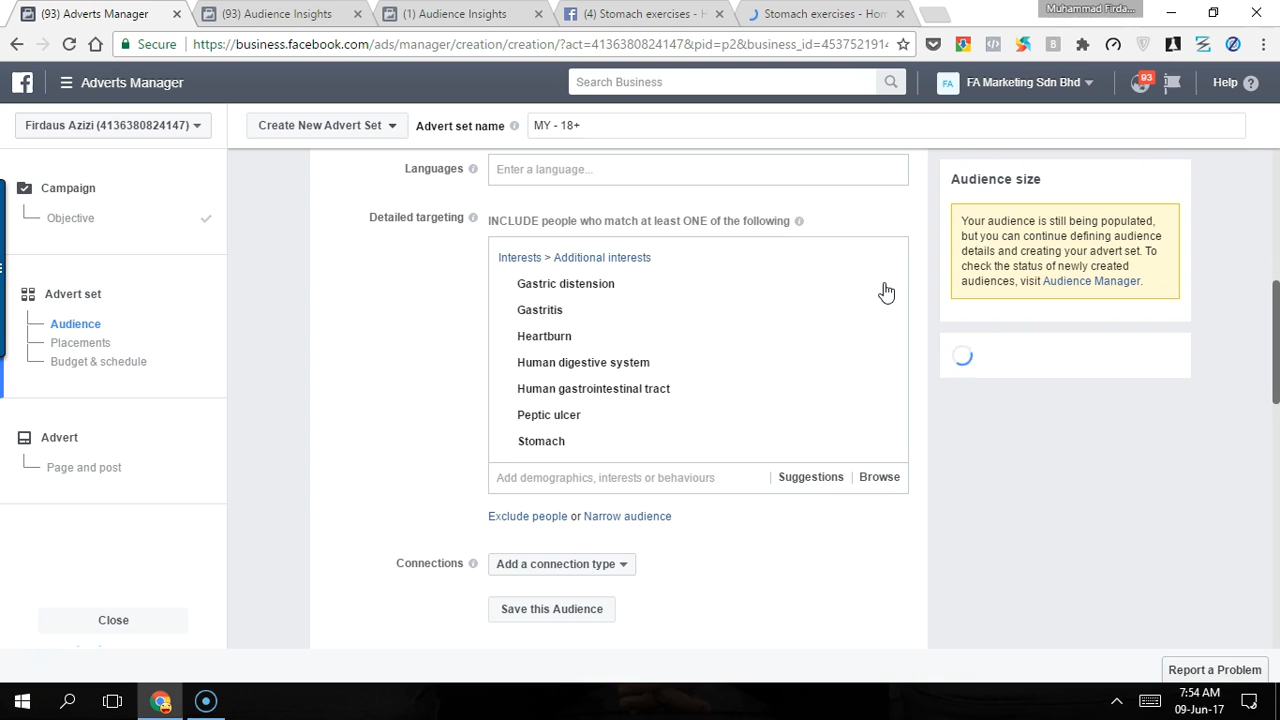 (93) Adverts Manager
(93) Audience Insights
(1) Audience Insights
(4) Stomach exercises - H
Stomach exercises - Hom
Muhammad Firda...
Secure
https://business.facebook.com/ads/manager/creation/creation/?act=4136380824147&pid=p2&business_id=4537521914
Adverts Manager
Search Business
FA
FA Marketing Sdn Bhd
93
Help
Firdaus Azizi (4136380824147)
Create New Advert Set
Advert set name
MY - 18+
Campaign
Objective
Advert set
Audience
Placements
Budget & schedule
Advert
Page and post
Close
Languages
Enter a language...
Detailed targeting
INCLUDE people who match at least ONE of the following
Interests > Additional interests
Gastric distension
Gastritis
Heartburn
Human digestive system
Human gastrointestinal tract
Peptic ulcer
Stomach
Add demographics, interests or behaviours
Suggestions
Browse
Exclude people or Narrow audience
Connections
Add a connection type
Save this Audience
Audience size
Your audience is still being populated,
but you can continue defining audience
details and creating your advert set. To
check the status of newly created
audiences, visit Audience Manager.
Report a Problem
7:54 AM
09-Jun-17